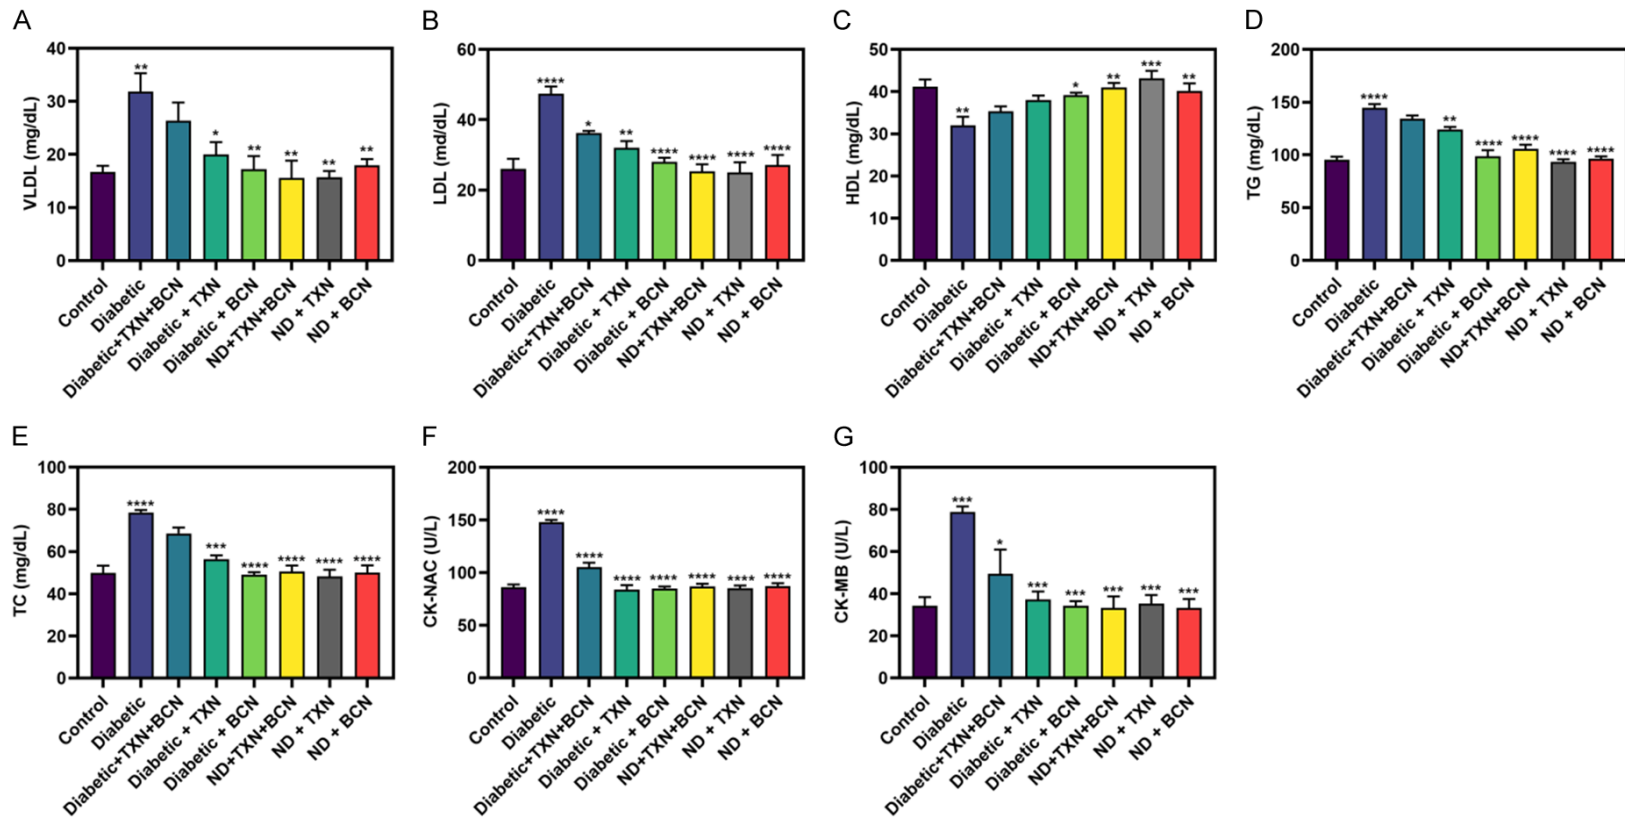 A
VLDL (mg/dL)
40
30
20
10
0
**
*
**
**
**
**
Control
Diabetic
Diabetic+TXN+BCN
Diabetic + TXN
Diabetic + BCN
ND+TXN+BCN
ND + TXN
ND + BCN
B
LDL (md/dL)
60
40
20
0
****
*
**
****
****
****
****
Control
Diabetic
Diabetic+TXN+BCN
Diabetic + TXN
Diabetic + BCN
ND+TXN+BCN
ND + TXN
ND + BCN
C
HDL (mg/dL)
50
40
30
20
10
0
**
*
**
***
**
Control
Diabetic
Diabetic+TXN+BCN
Diabetic + TXN
Diabetic + BCN
ND+TXN+BCN
ND + TXN
ND + BCN
D
TG (mg/dL)
200
150
100
50
0
****
**
****
****
****
****
Control
Diabetic
Diabetic+TXN+BCN
Diabetic + TXN
Diabetic + BCN
ND+TXN+BCN
ND + TXN
ND + BCN
E
TC (mg/dL)
100
80
60
40
20
0
****
***
****
****
****
****
Control
Diabetic
Diabetic+TXN+BCN
Diabetic + TXN
Diabetic + BCN
ND+TXN+BCN
ND + TXN
ND + BCN
F
CK-NAC (U/L)
200
150
100
50
0
****
****
****
****
****
****
****
Control
Diabetic
Diabetic+TXN+BCN
Diabetic + TXN
Diabetic + BCN
ND+TXN+BCN
ND + TXN
ND + BCN
G
CK-MB (U/L)
100
80
60
40
20
0
***
*
***
***
***
***
***
Control
Diabetic
Diabetic+TXN+BCN
Diabetic + TXN
Diabetic + BCN
ND+TXN+BCN
ND + TXN
ND + BCN